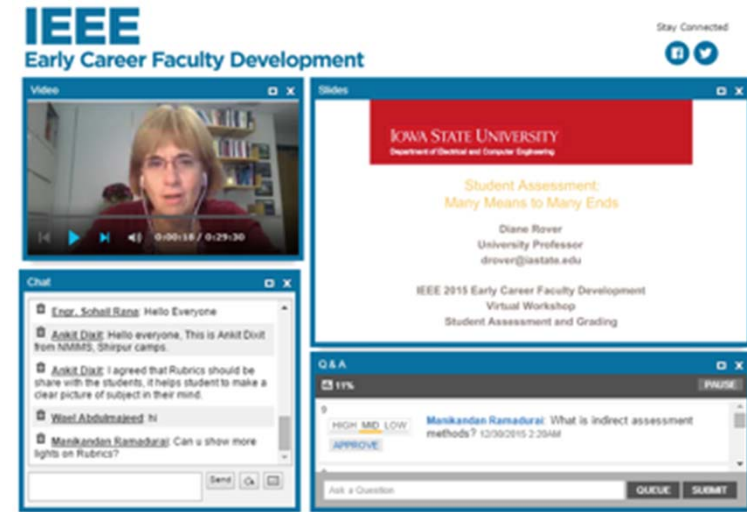 IEEE
Early Career Faculty Development
Stay Connected
Video
0:00:18 / 0:29:30
Slides
IOWA STATE UNIVERSITY
Department of Electrical and Computer Engineering
Student Assessment:
Many Means to Many Ends
Diane Rover
University Professor
drover@iastate.edu
IEEE 2015 Early Career Faculty Development
Virtual Workshop
Student Assessment and Grading
Chat
Engr. Sohail Rana: Hello Everyone
Ankit Dixit: Hello everyone, This is Ankit Dixit
from NMIMS, Shirpur camps.
Ankit Dixit: I agreed that Rubrics should be
share with the students, it helps student to make a
clear picture of subject in their mind.
Wael Abdulmajeed: hi
Manikandan Ramadurai: Can u show more
lights on Rubrics?
Send
Q & A
11%
PAUSE
9
HIGH MID LOW
APPROVE
Manikandan Ramadurai: What is indirect assessment
methods? 12/30/2015 2:20AM
Ask a Question
QUEUE
SUBMIT